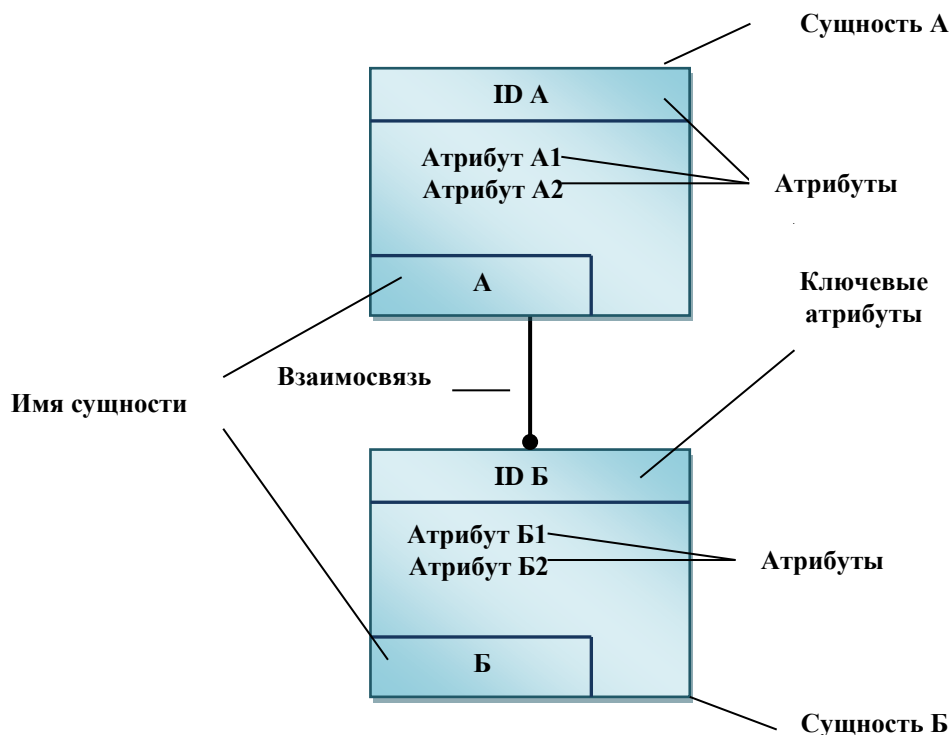 Сущность А
ID А
Атрибут А1
Атрибут А2
Атрибуты
А
Ключевые
атрибуты
Взаимосвязь
Имя сущности
ID Б
Атрибут Б1
Атрибут Б2
Атрибуты
Б
Сущность Б